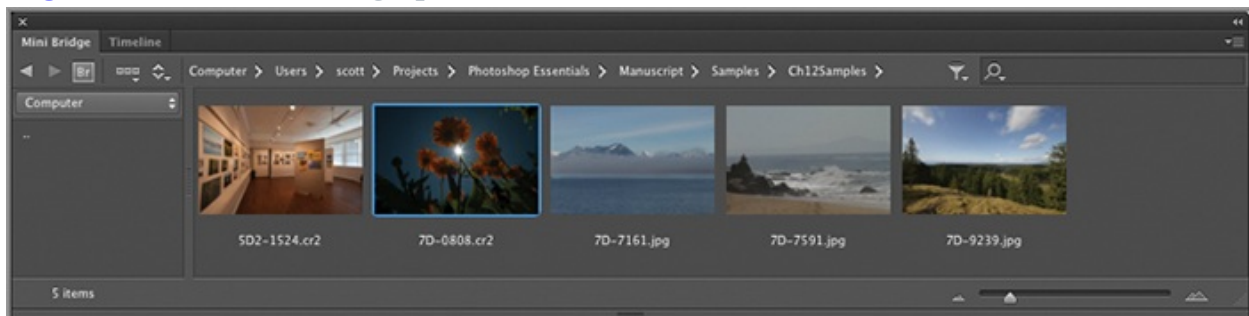 Mini Bridge Timeline
Br Computer > Users > scott > Projects > Photoshop Essentials > Manuscript > Samples > Ch12Samples >
Computer
..
5D2-1524.cr2 7D-0808.cr2 7D-7161.jpg 7D-7591.jpg 7D-9239.jpg
5 items